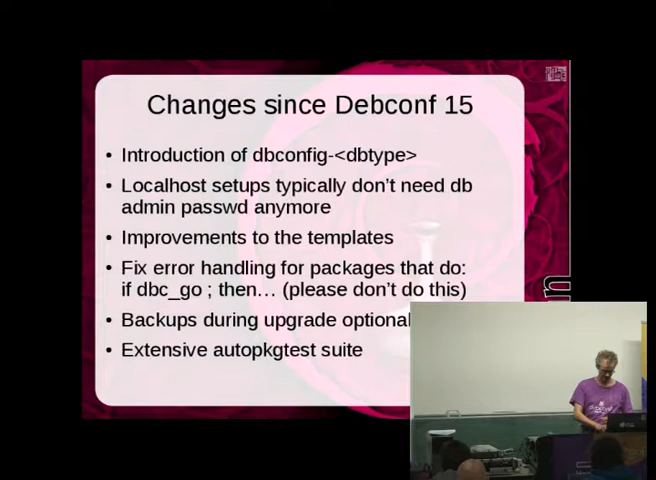 Changes since Debconf 15
• Introduction of dbconfig-<dbtype>
• Localhost setups typically don't need db
admin passwd anymore
• Improvements to the templates
• Fix error handling for packages that do:
if dbc_go ; then… (please don't do this)
• Backups during upgrade optional
• Extensive autopkgtest suite